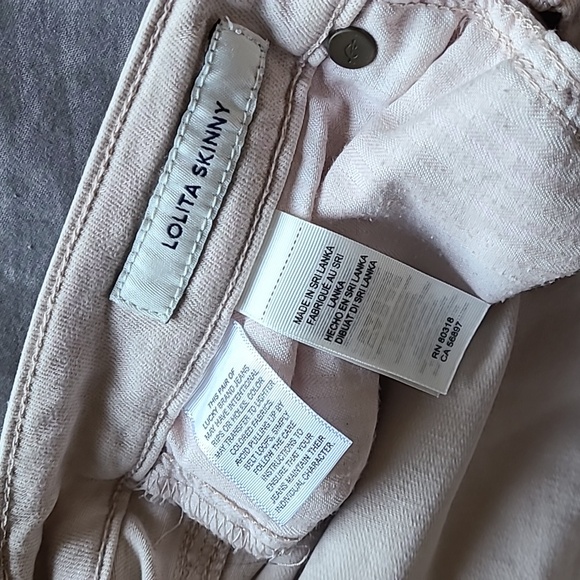 LOLITA SKINNY
MADE IN SRI LANKA
FABRIQUÉ AU SRI
LANKA
HECHO EN SRI LANKA
DIBUAT DI SRI LANKA
RN 80318
CA 56897
THIS PAIR OF
LUCKY BRAND JEANS
MAY HAVE INTENTIONAL
RIPS OR HOLES. COLOR
MAY TRANSFER TO LIGHTER
COLORED FABRICS.
AVOID PULLING UP BY
BELT LOOPS, SIMPLY
FOLLOW THE CARE
INSTRUCTIONS TO
ENSURE THAT YOUR
JEANS MAINTAIN THEIR
INDIVIDUAL CHARACTER.